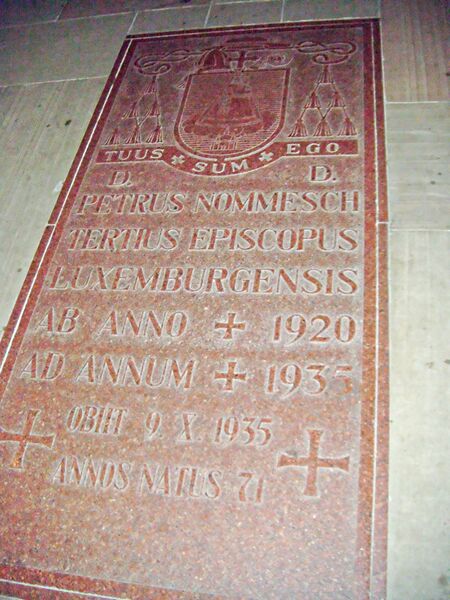 TUUS + SUM + EGO
D. D.
PETRUS NOMMESCH
TERTIUS EPISCOPUS
LUXEMBURGENSIS
AB ANNO + 1920
AD ANNUM + 1935
OBIIT 9. X. 1935
ANNOS NATUS 71